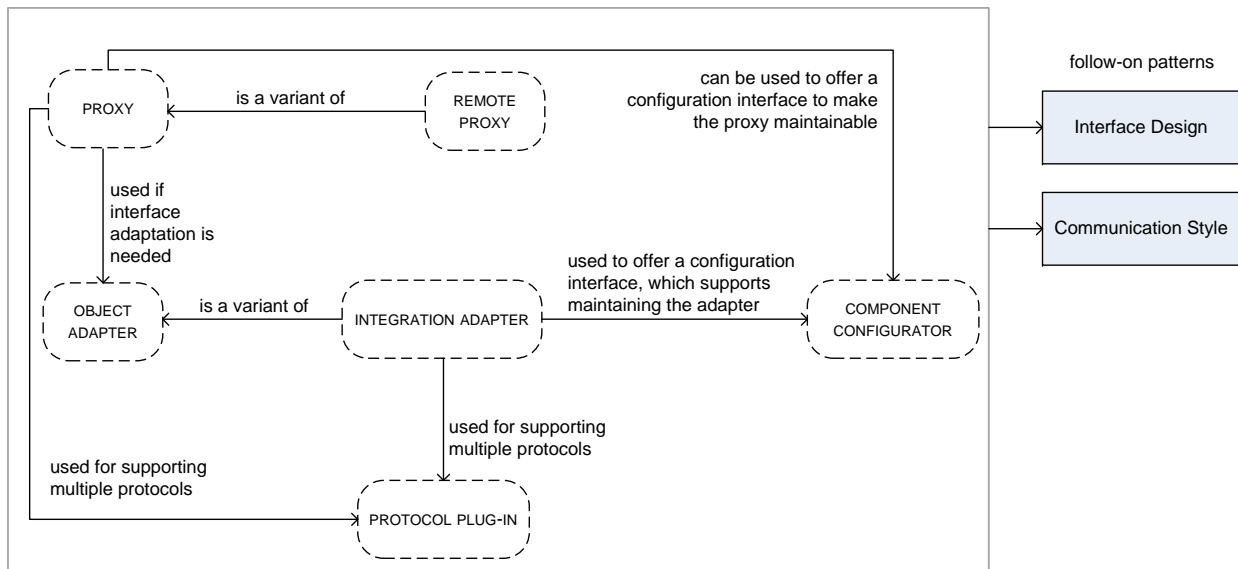 follow-on patterns
can be used to offer a
configuration interface to make
the proxy maintainable
PROXY
is a variant of
REMOTE
PROXY
Interface Design
used if
interface
adaptation is
needed
Communication Style
used to offer a configuration
interface, which supports
maintaining the adapter
OBJECT
ADAPTER
is a variant of
INTEGRATION ADAPTER
COMPONENT
CONFIGURATOR
used for supporting
multiple protocols
used for supporting
multiple protocols
PROTOCOL PLUG-IN